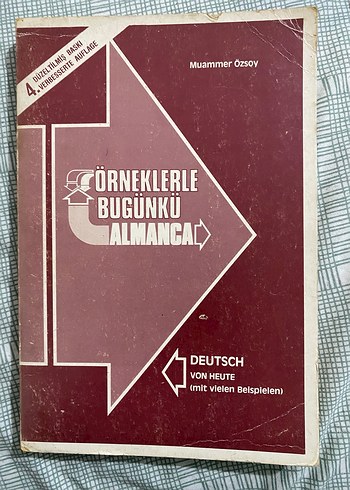 4. DÜZELTİLMİŞ BASKI
VERBESSERTE AUFLAGE
Muammer Özsoy
ÖRNEKLERLE
BUGÜNKÜ
ALMANCA
DEUTSCH
VON HEUTE
(mit vielen Beispielen)